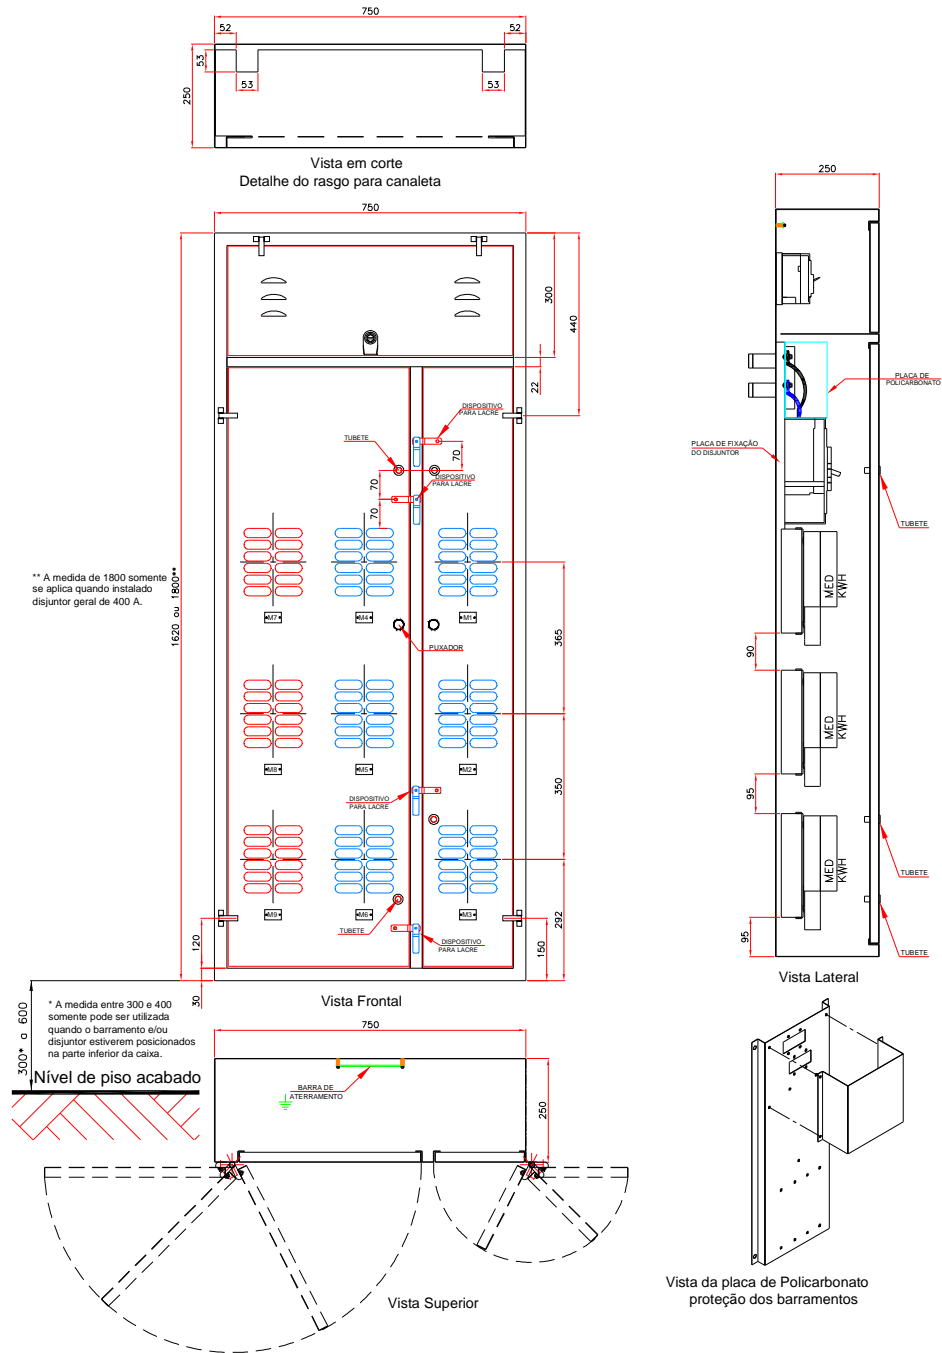 750
52
52
53
53
53
250
Vista em corte
Detalhe do rasgo para canaleta
750
250
300
440
22
DISPOSITIVO
PARA LACRE
TUBETE
70
70
70
DISPOSITIVO
PARA LACRE
PLACA DE
POLICARBONATO
PLACA DE FIXAÇÃO
DO DISJUNTOR
TUBETE
** A medida de 1800 somente
se aplica quando instalado
disjuntor geral de 400 A.
1620 ou 1800**
M7
M4
M1
PUXADOR
365
MED
KWH
90
M8
M5
M2
MED
KWH
350
95
DISPOSITIVO
PARA LACRE
MED
KWH
TUBETE
M9
M6
M3
TUBETE
DISPOSITIVO
PARA LACRE
292
120
150
30
95
TUBETE
Vista Lateral
Vista Frontal
300* a 600
* A medida entre 300 e 400
somente pode ser utilizada
quando o barramento e/ou
disjuntor estiverem posicionados
na parte inferior da caixa.
Nível de piso acabado
750
BARRA DE
ATERRAMENTO
250
Vista Superior
Vista da placa de Policarbonato
proteção dos barramentos